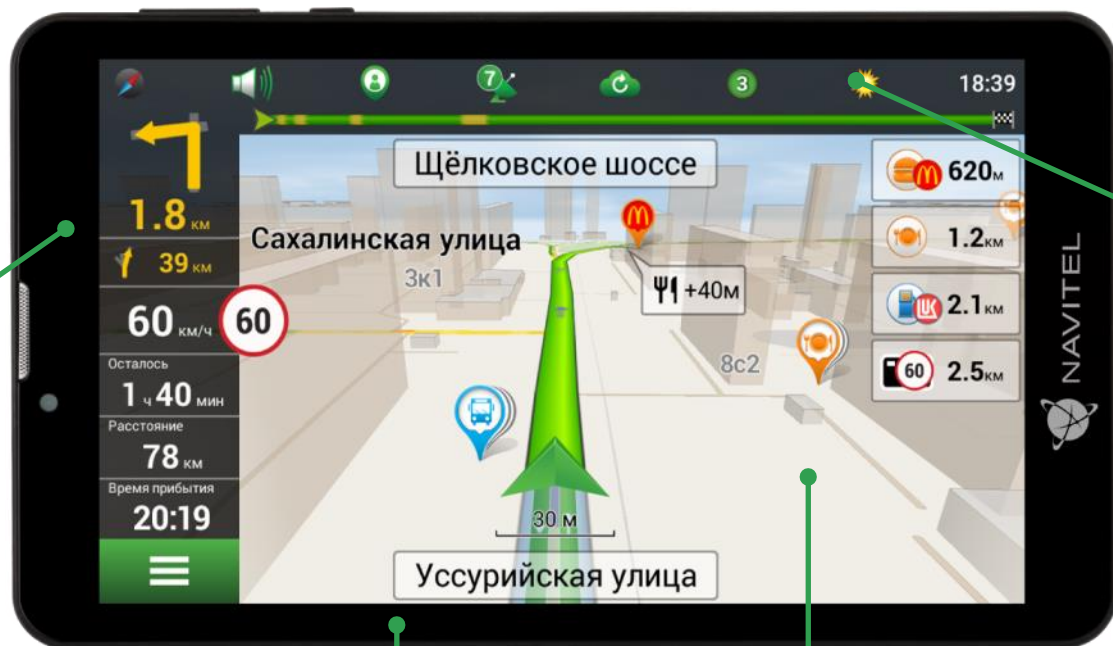 7
3
18:39
1.8 км
39 км
60 км/ч
60
Осталось
1 ч 40 мин
Расстояние
78 км
Время прибытия
20:19
Щёлковское шоссе
Сахалинская улица
3к1
+40м
8с2
30 м
Уссурийская улица
620м
1.2км
LUK 2.1км
60 2.5км
NAVITEL